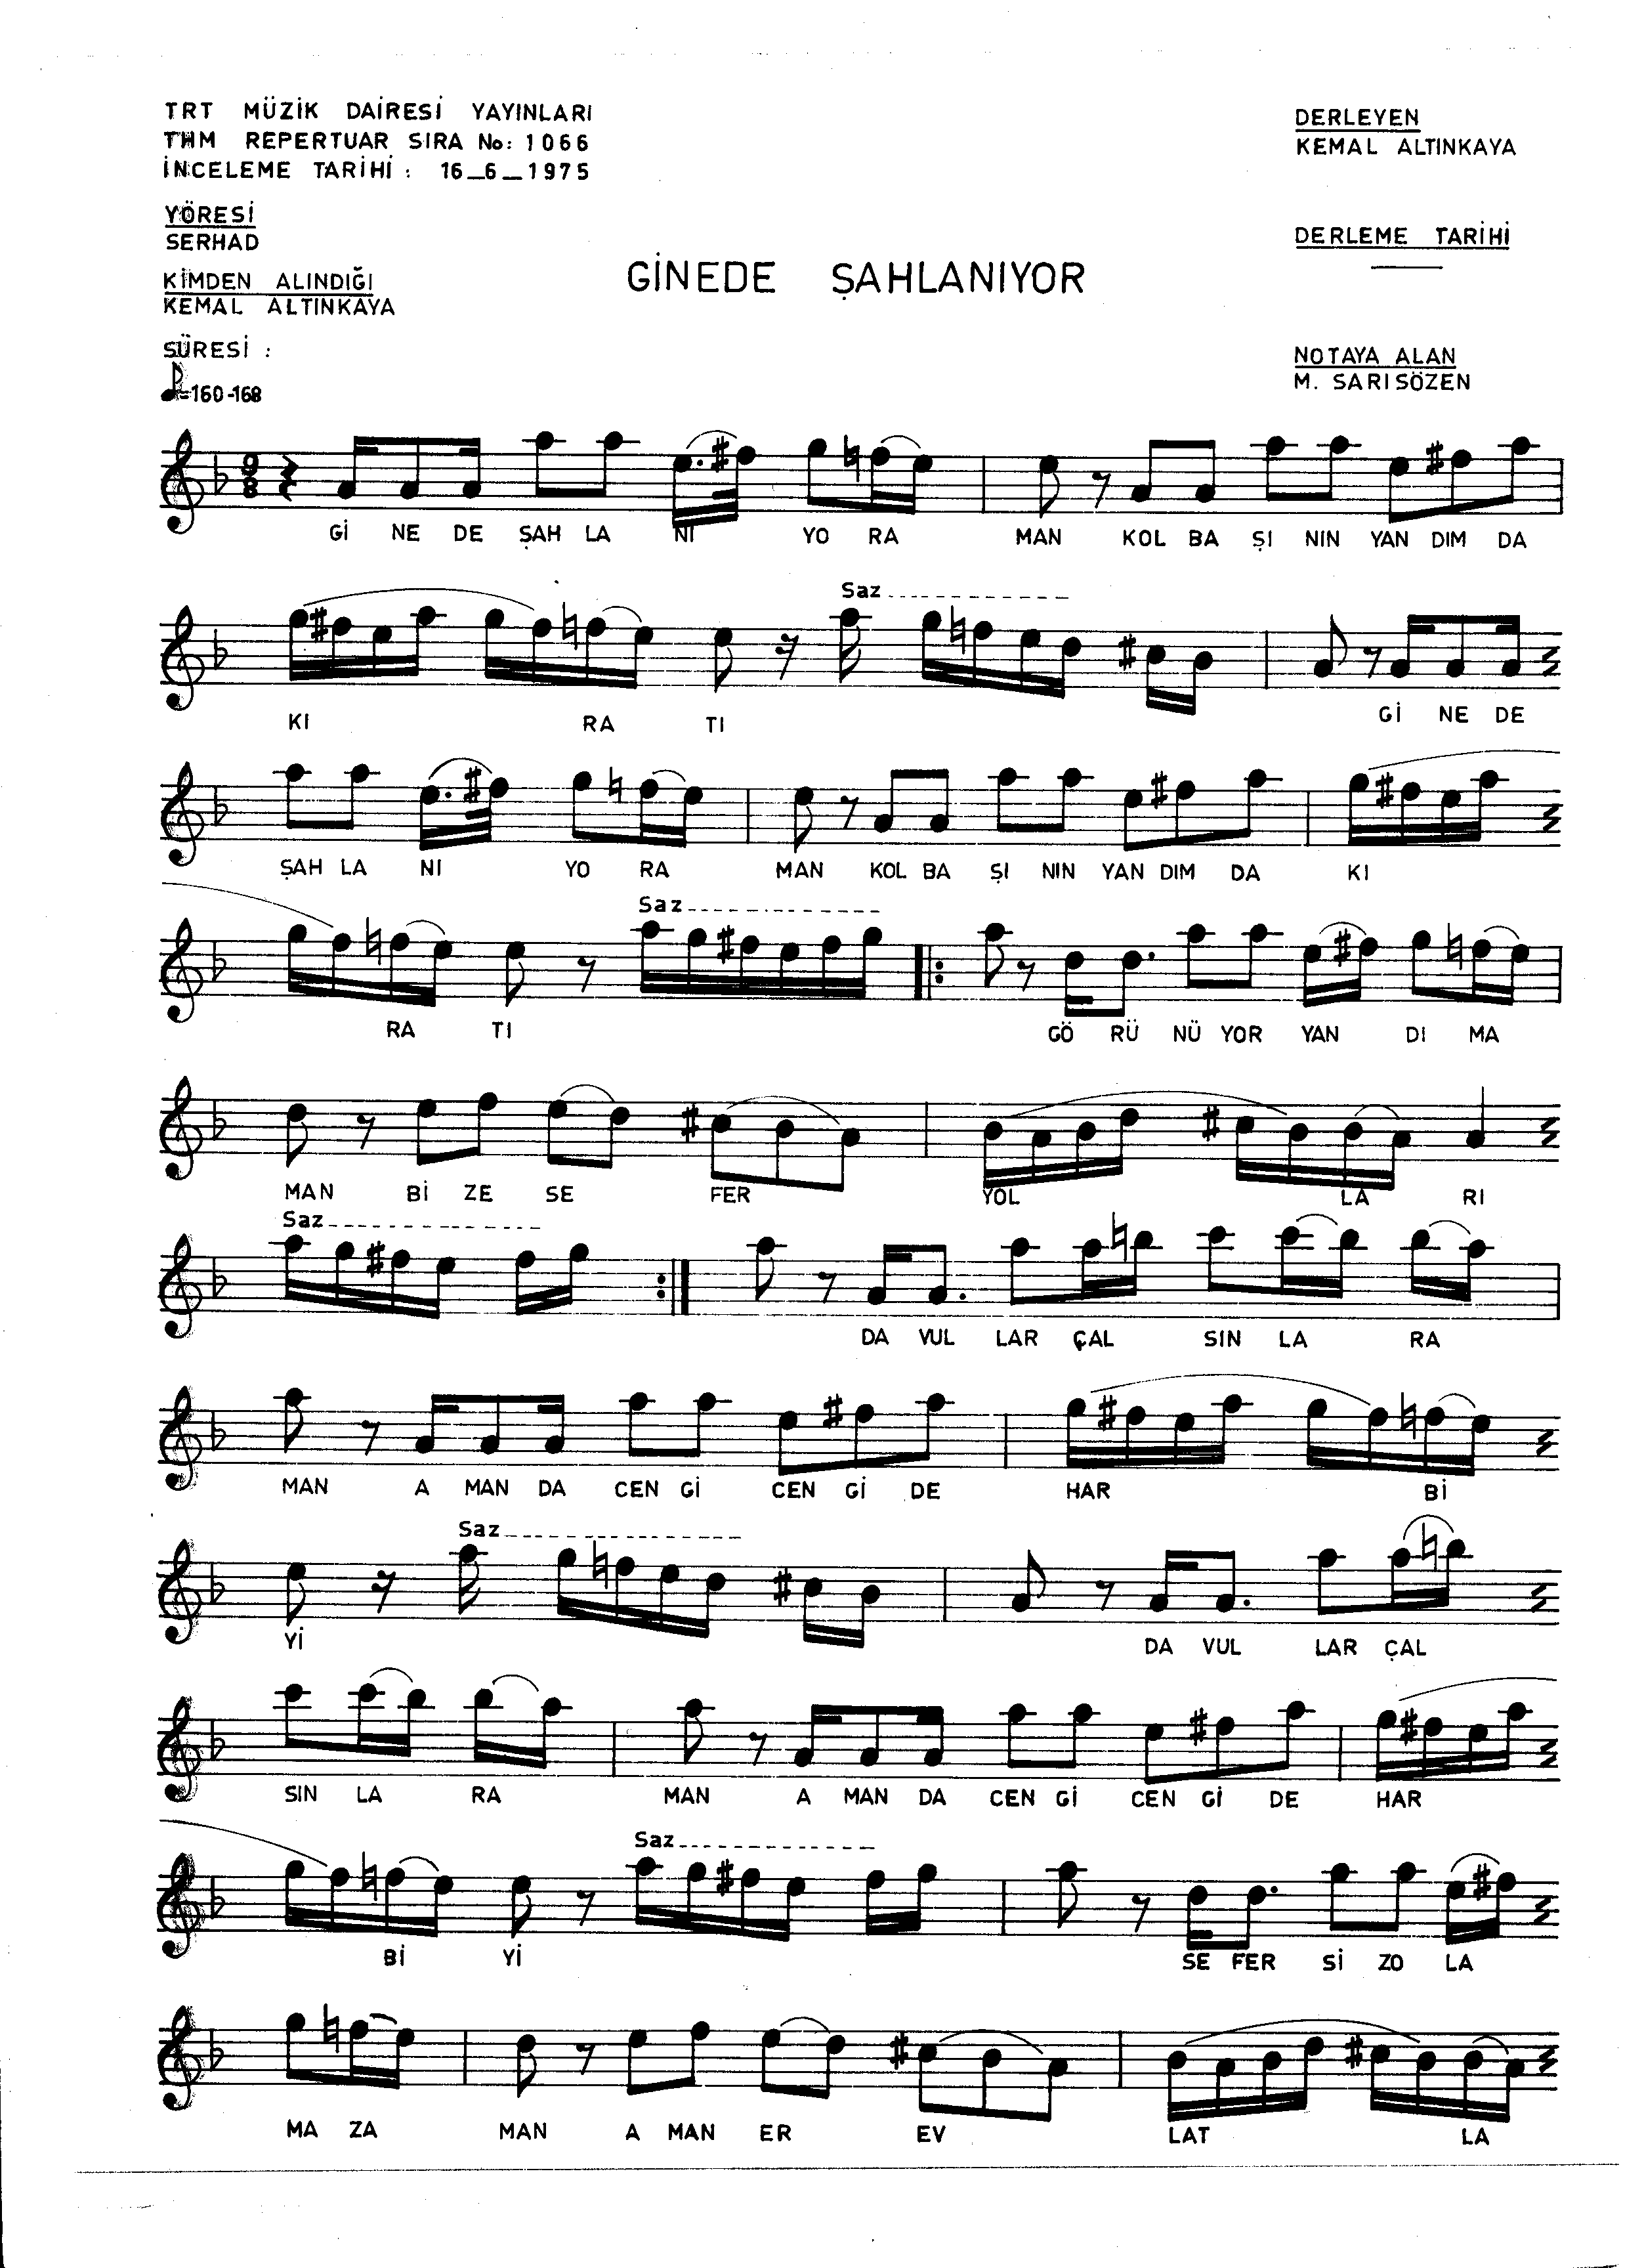 TRT MÜZİK DAİRESİ YAYINLARI
THM REPERTUAR SIRA No: 1066
İNCELEME TARİHİ : 16_6_1975
DERLEYEN
KEMAL ALTINKAYA
YÖRESİ
SERHAD
DERLEME TARİHİ
KİMDEN ALINDIĞI
KEMAL ALTINKAYA
GİNEDE ŞAHLANIYOR
SÜRESİ :
♪=160-168
NOTAYA ALAN
M. SARISÖZEN
9
8
Gİ NE DE ŞAH LA NI YO RA MAN KOL BA ŞI NIN YAN DIM DA
Saz
KI RA TI Gİ NE DE
ŞAH LA NI YO RA MAN KOL BA ŞI NIN YAN DIM DA KI
Saz
RA TI GÖ RÜ NÜ YOR YAN DI MA
MAN Bİ ZE SE FER YOL LA RI
Saz
DA VUL LAR ÇAL SIN LA RA
MAN A MAN DA CEN Gİ CEN Gİ DE HAR Bİ
Saz
Yİ DA VUL LAR ÇAL
SIN LA RA MAN A MAN DA CEN Gİ CEN Gİ DE HAR
Saz
Bİ Yİ SE FER Sİ ZO LA
MA ZA MAN A MAN ER EV LAT LA